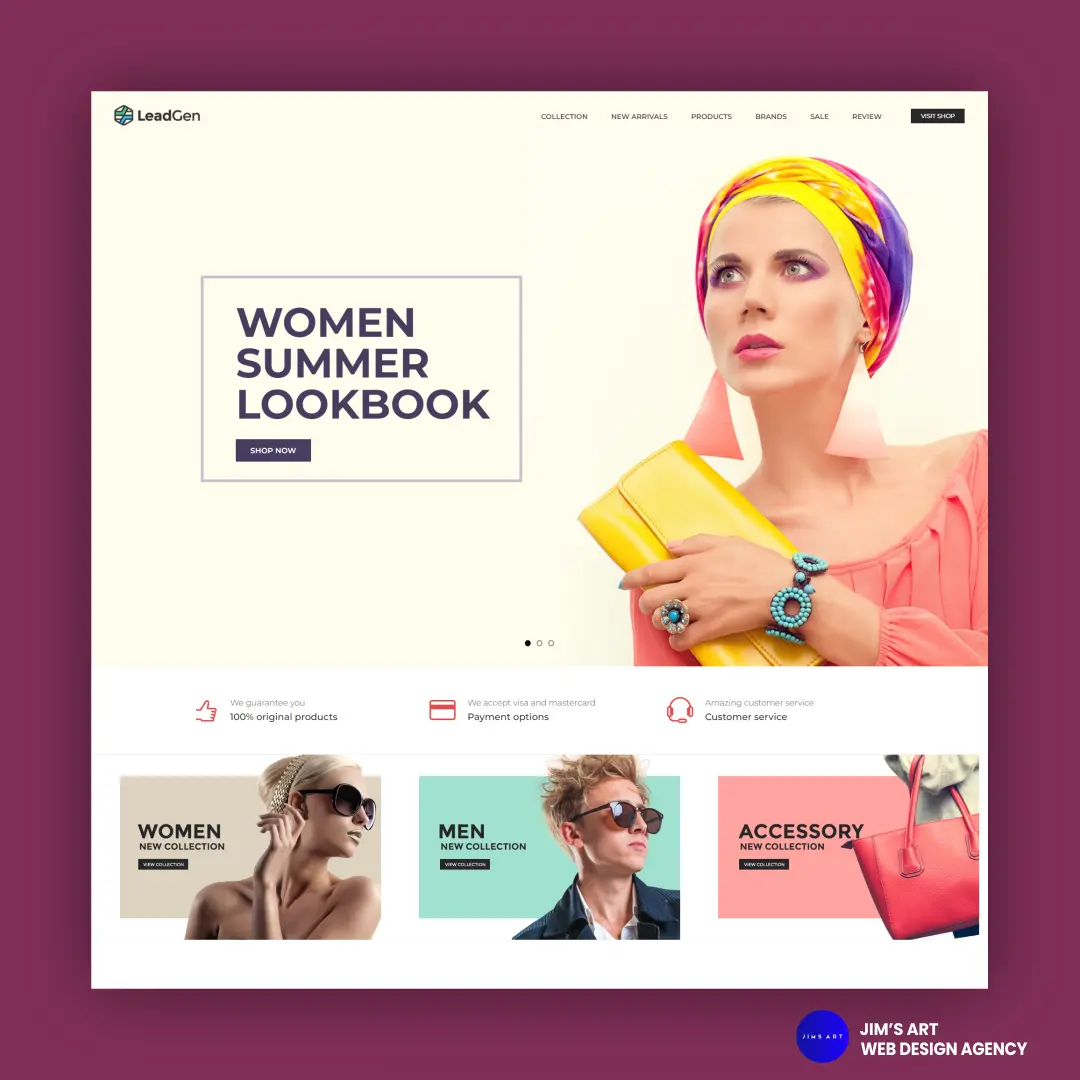 LeadGen
COLLECTION
NEW ARRIVALS
PRODUCTS
BRANDS
SALE
REVIEW
VISIT SHOP
WOMEN
SUMMER
LOOKBOOK
SHOP NOW
We guarantee you
100% original products
We accept visa and mastercard
Payment options
Amazing customer service
Customer service
WOMEN
NEW COLLECTION
VIEW COLLECTION
MEN
NEW COLLECTION
VIEW COLLECTION
ACCESSORY
NEW COLLECTION
VIEW COLLECTION
JIMS ART
JIM'S ART
WEB DESIGN AGENCY